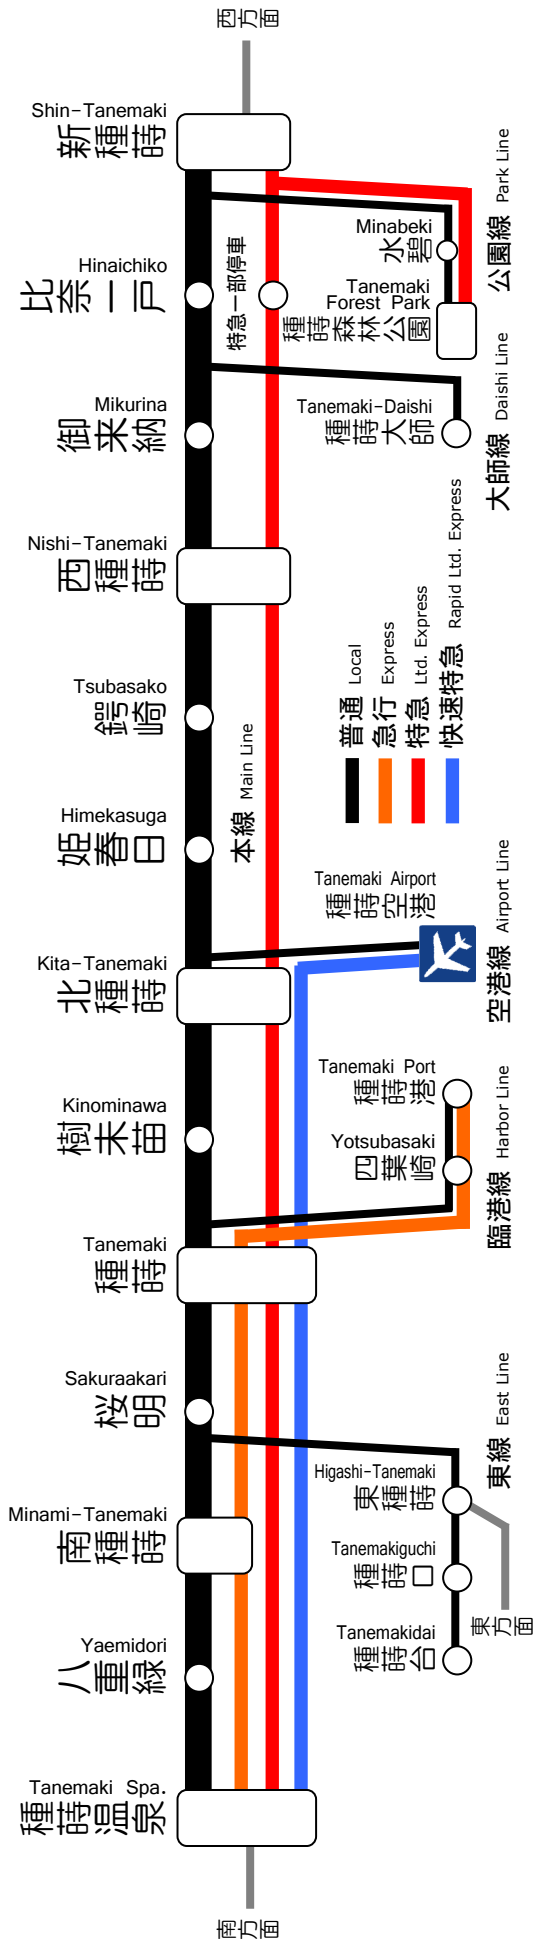 西方面
Shin-Tanemaki
新種蒔
Hinaichiko
比奈一戸
特急一部停車
Minabeki
水碧
Tanemaki
Forest Park
種蒔森林公園
公園線 Park Line
Mikurina
御来納
Tanemaki-Daishi
種蒔大師
大師線 Daishi Line
Nishi-Tanemaki
西種蒔
Tsubasako
鍔崎
Himekasuga
姫春日
本線 Main Line
普通 Local
急行 Express
特急 Ltd. Express
快速特急 Rapid Ltd. Express
Kita-Tanemaki
北種蒔
Tanemaki Airport
種蒔空港
空港線 Airport Line
Kinominawa
樹末苗
Tanemaki Port
種蒔港
Yotsubasaki
四葉崎
臨港線 Harbor Line
Tanemaki
種蒔
Sakuraakari
桜明
Minami-Tanemaki
南種蒔
Higashi-Tanemaki
東種蒔
東線 East Line
Tanemakiguchi
種蒔口
Tanemakidai
種蒔台
東方面
Yaemidori
八重緑
Tanemaki Spa.
種蒔温泉
南方面